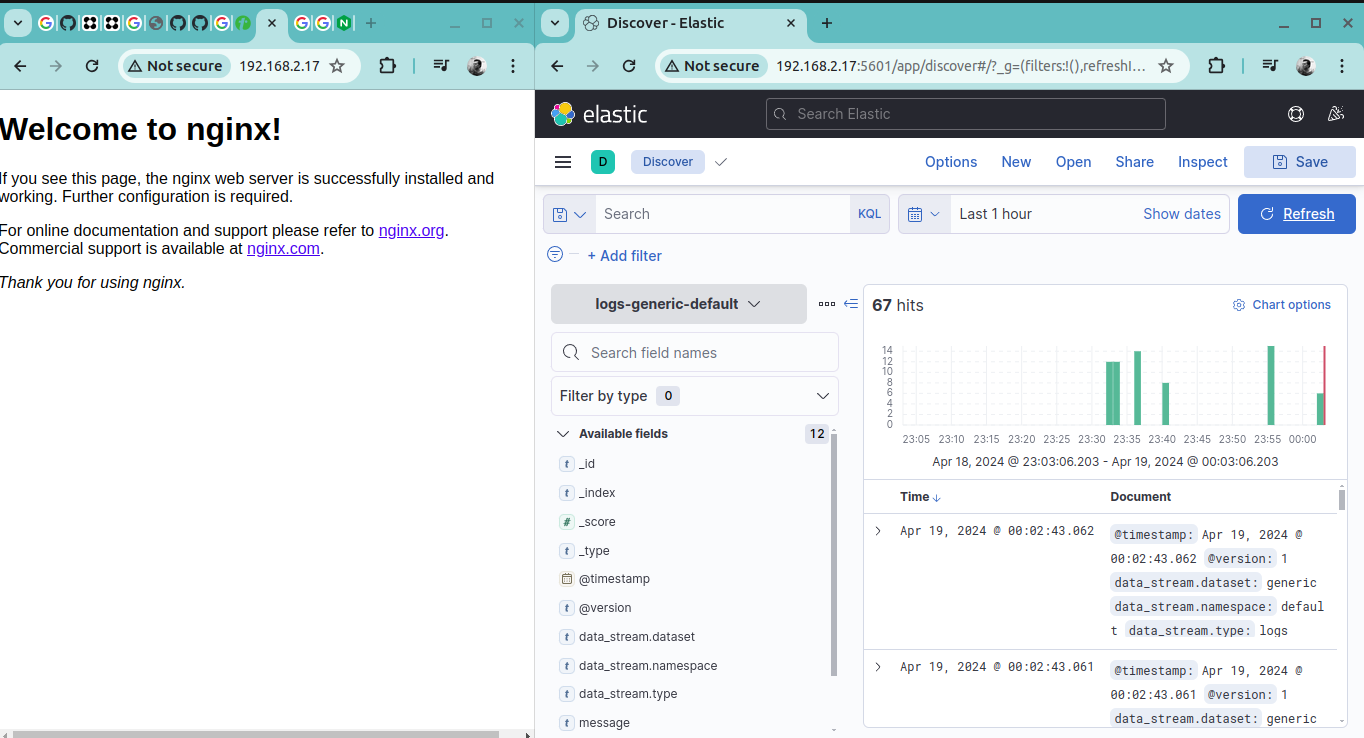 Not secure
192.168.2.17
Welcome to nginx!
If you see this page, the nginx web server is successfully installed and
working. Further configuration is required.
For online documentation and support please refer to nginx.org.
Commercial support is available at nginx.com.
Thank you for using nginx.
Discover - Elastic
Not secure
192.168.2.17:5601/app/discover#/?_g=(filters:!(),refreshI...
elastic
Search Elastic
D
Discover
Options
New
Open
Share
Inspect
Save
Search
KQL
Last 1 hour
Show dates
Refresh
+ Add filter
logs-generic-default
Search field names
Filter by type 0
Available fields 12
t _id
t _index
# _score
t _type
@timestamp
t @version
t data_stream.dataset
t data_stream.namespace
t data_stream.type
t message
67 hits
Chart options
14
12
10
8
6
4
2
0
23:05 23:10 23:15 23:20 23:25 23:30 23:35 23:40 23:45 23:50 23:55 00:00
Apr 18, 2024 @ 23:03:06.203 - Apr 19, 2024 @ 00:03:06.203
Time
Document
Apr 19, 2024 @ 00:02:43.062
@timestamp: Apr 19, 2024 @
00:02:43.062 @version: 1
data_stream.dataset: generic
data_stream.namespace: defaul
t data_stream.type: logs
Apr 19, 2024 @ 00:02:43.061
@timestamp: Apr 19, 2024 @
00:02:43.061 @version: 1
data_stream.dataset: generic